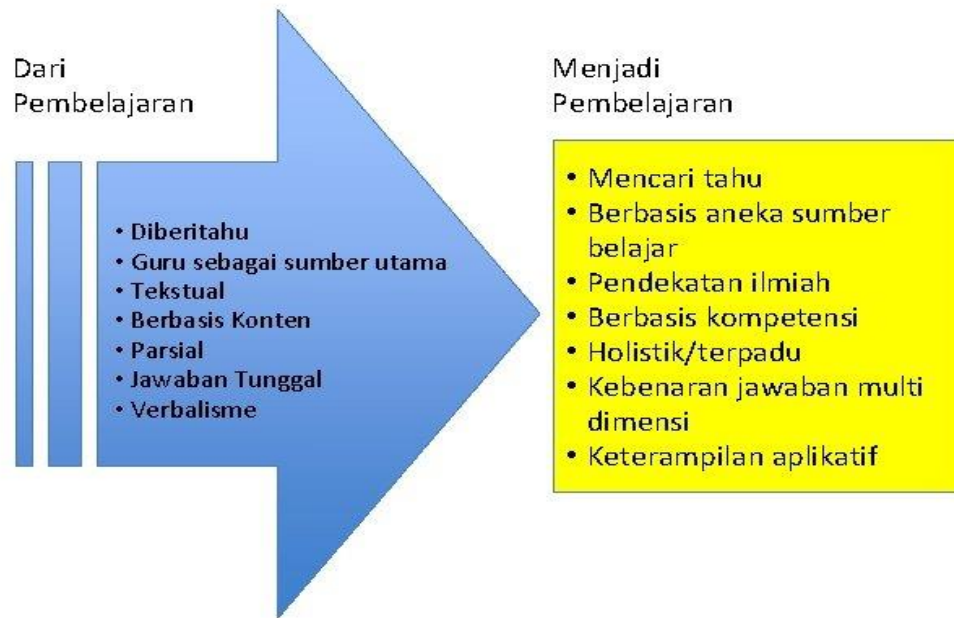 Dari
Pembelajaran
• Diberitahu
• Guru sebagai sumber utama
• Tekstual
• Berbasis Konten
• Parsial
• Jawaban Tunggal
• Verbalisme
Menjadi
Pembelajaran
• Mencari tahu
• Berbasis aneka sumber
belajar
• Pendekatan ilmiah
• Berbasis kompetensi
• Holistik/terpadu
• Kebenaran jawaban multi
dimensi
• Keterampilan aplikatif